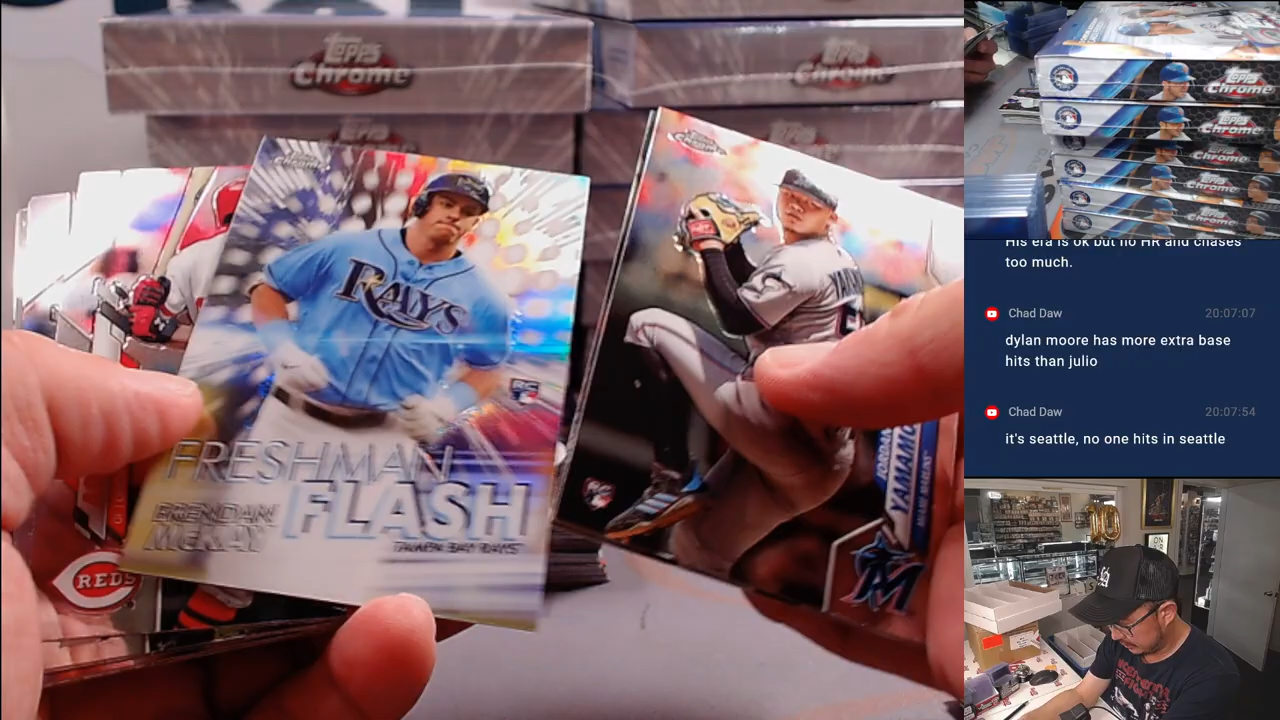 Topps
Chrome
Topps
Chrome
Topps
Topps
Chrome
RAYS
RC
FRESHMAN
FLASH
BRENDAN
MCKAY
TAMPA BAY RAYS
REDS
YAMAMO
MIAMI MARLINS
M
Topps
Chrome
Topps
Chrome
Topps
Chrome
Topps
Chrome
Topps
Chrome
His era is ok but no HR and chases
too much.
Chad Daw
20:07:07
dylan moore has more extra base
hits than julio
Chad Daw
20:07:54
it's seattle, no one hits in seattle
ON
10